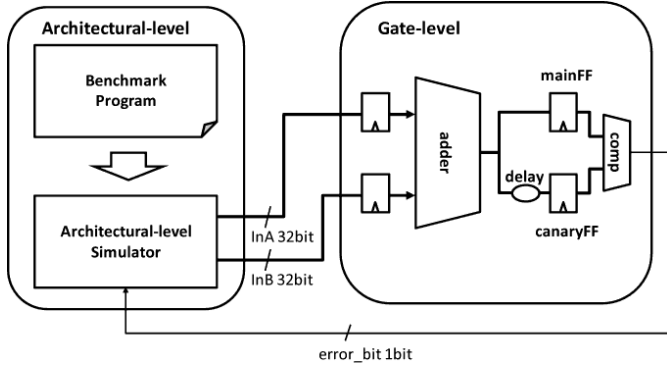 Architectural-level
Benchmark
Program
Architectural-level
Simulator
InA 32bit
InB 32bit
Gate-level
adder
mainFF
delay
canaryFF
comp
error_bit 1bit